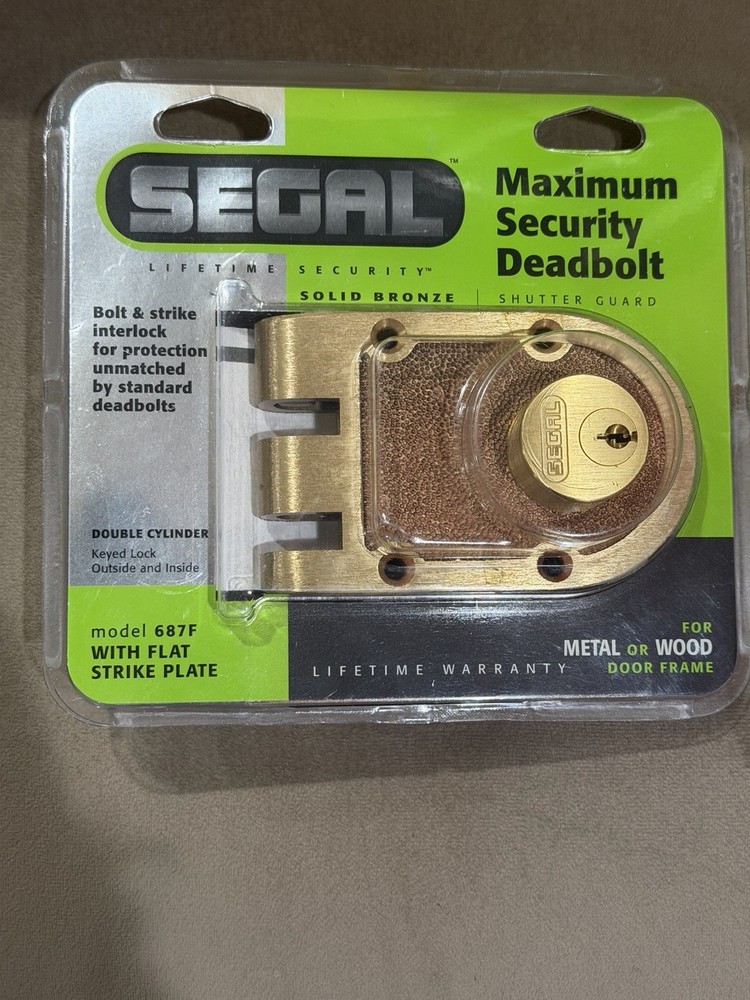 SEGAL™
LIFETIME SECURITY™
Maximum
Security
Deadbolt
SOLID BRONZE | SHUTTER GUARD
Bolt & strike
interlock
for protection
unmatched
by standard
deadbolts
SEGAL
DOUBLE CYLINDER
Keyed Lock
Outside and Inside
model 687F
WITH FLAT
STRIKE PLATE
LIFETIME WARRANTY
FOR
METAL OR WOOD
DOOR FRAME